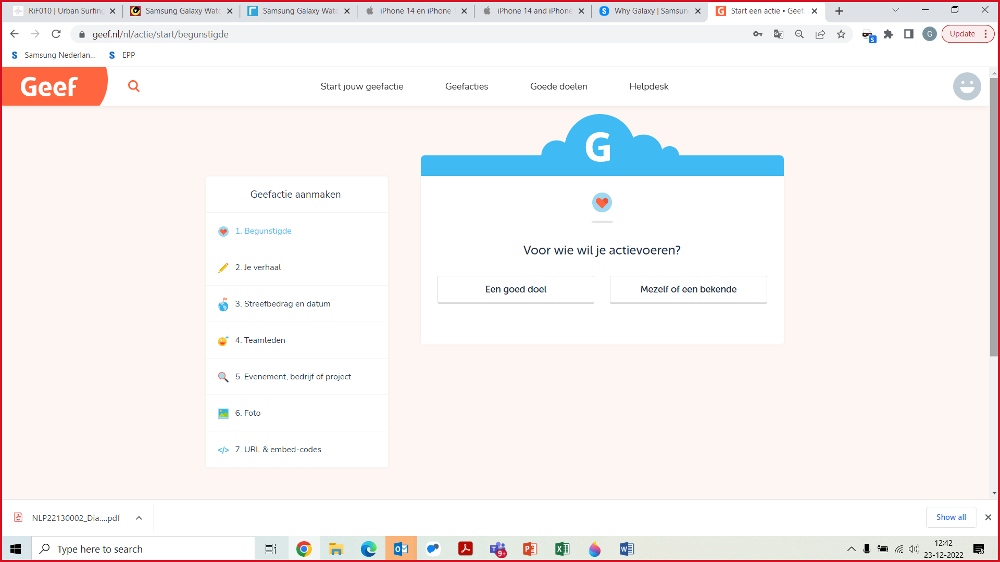 RiF010 | Urban Surfing
Samsung Galaxy Watc
Samsung Galaxy Watc
iPhone 14 en iPhone
iPhone 14 and iPhone
Why Galaxy | Samsun
Start een actie • Geef.
geef.nl/nl/actie/start/begunstigde
G
Update
Samsung Nederlan...
EPP
Geef
Start jouw geefactie
Geefacties
Goede doelen
Helpdesk
G
Geefactie aanmaken
1. Begunstigde
2. Je verhaal
3. Streefbedrag en datum
4. Teamleden
5. Evenement, bedrijf of project
6. Foto
7. URL & embed-codes
Voor wie wil je actievoeren?
Een goed doel
Mezelf of een bekende
NLP22130002_Dia....pdf
Show all
Type here to search
9+
12:42
23-12-2022